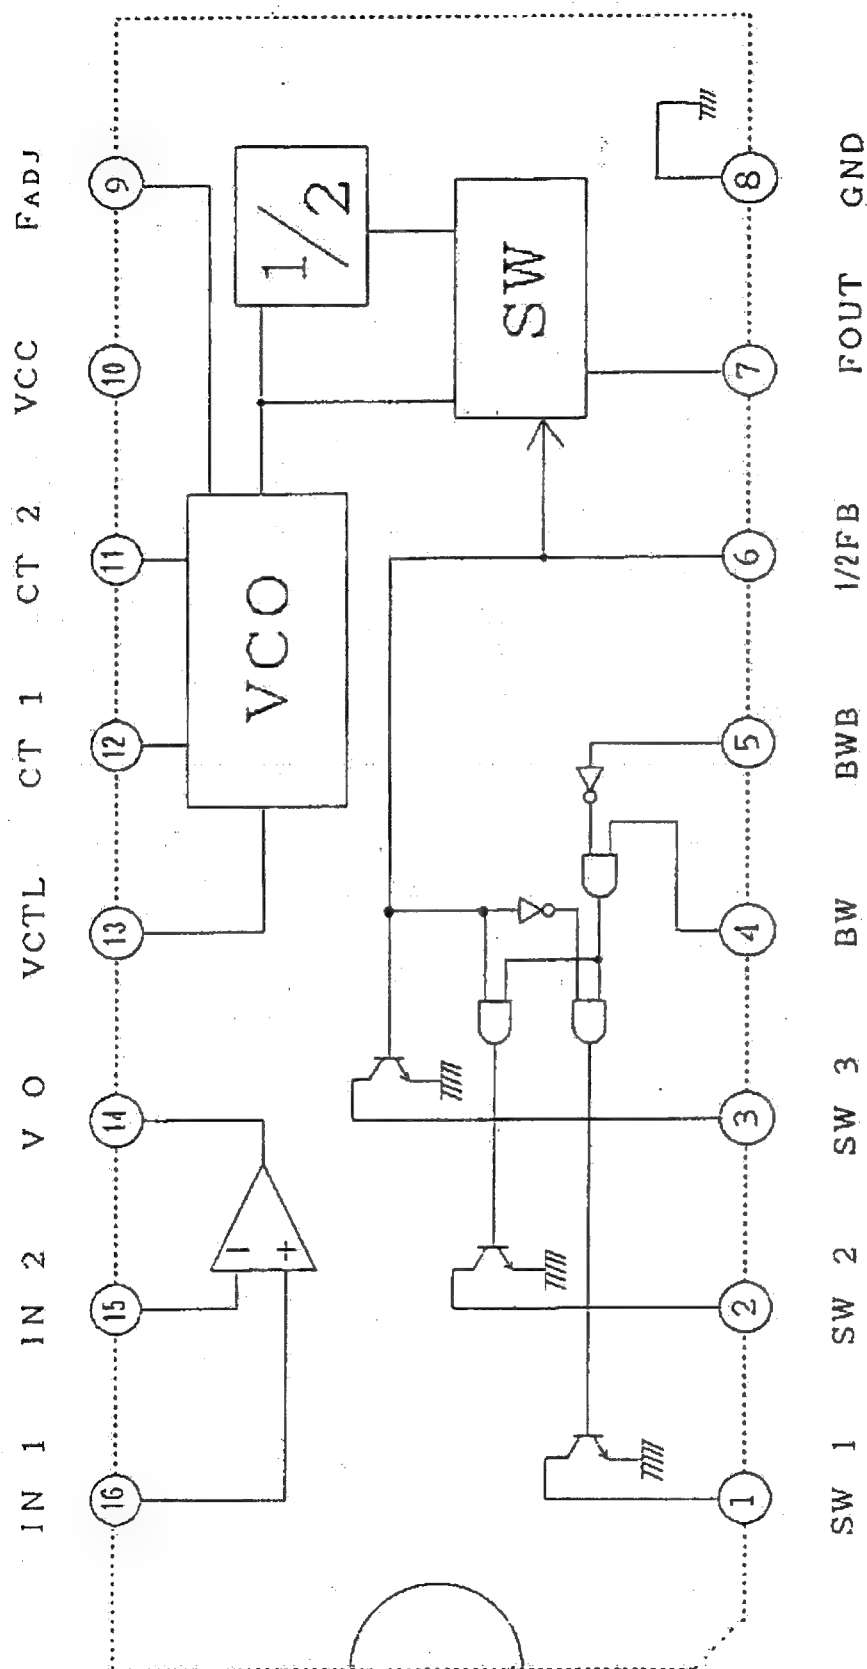 IN 1
IN 2
V O
VCTL
CT 1
CT 2
VCC
FADJ
16
15
14
13
12
11
10
9
VCO
1/2
SW
−
+
1
2
3
4
5
6
7
8
SW 1
SW 2
SW 3
BW
BWB
1/2FB
FOUT
GND